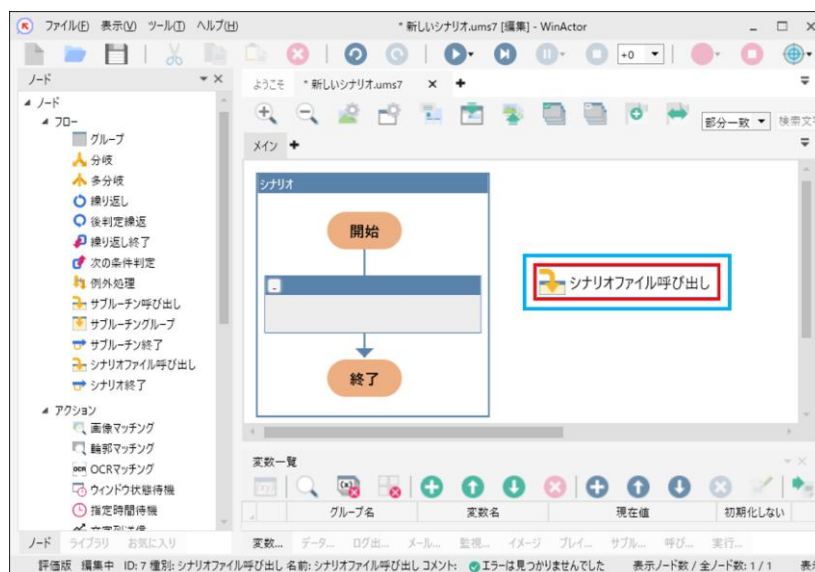 ファイル(F) 表示(V) ツール(T) ヘルプ(H) * 新しいシナリオ.ums7 [編集] - WinActor
+0
ノード
ようこそ * 新しいシナリオ.ums7
ノード
フロー
グループ
分岐
多分岐
繰り返し
後判定繰返
繰り返し終了
次の条件判定
例外処理
サブルーチン呼び出し
サブルーチングループ
サブルーチン終了
シナリオファイル呼び出し
シナリオ終了
アクション
画像マッチング
輪郭マッチング
OCRマッチング
ウィンドウ状態待機
指定時間待機
部分一致 検索文字
メイン
シナリオ
開始
終了
シナリオファイル呼び出し
変数一覧
グループ名 変数名 現在値 初期化しない
ノード ライブラリ お気に入り
変数... データ... ログ出... メール... 監視... イメージ ブレイ... サブル... 呼び... 実行...
評価版 編集中 ID: 7 種別: シナリオファイル呼び出し 名前: シナリオファイル呼び出し コメント: エラーは見つかりませんでした 表示ノード数 / 全ノード数: 1 / 1